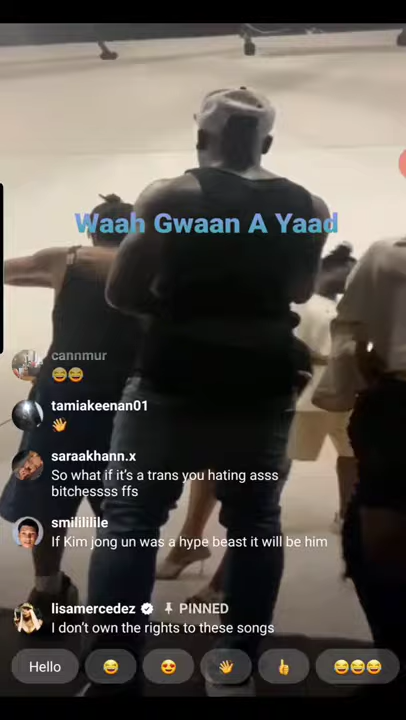 Waah Gwaan A Yaad
cannmur
😂😂
tamiakeenan01
👋
saraakhann.x
So what if it's a trans you hating asss
bitchessss ffs
smilililile
If Kim jong un was a hype beast it will be him
lisamercedez PINNED
I don't own the rights to these songs
Hello 😂 😍 👋 👍 😂😂😂